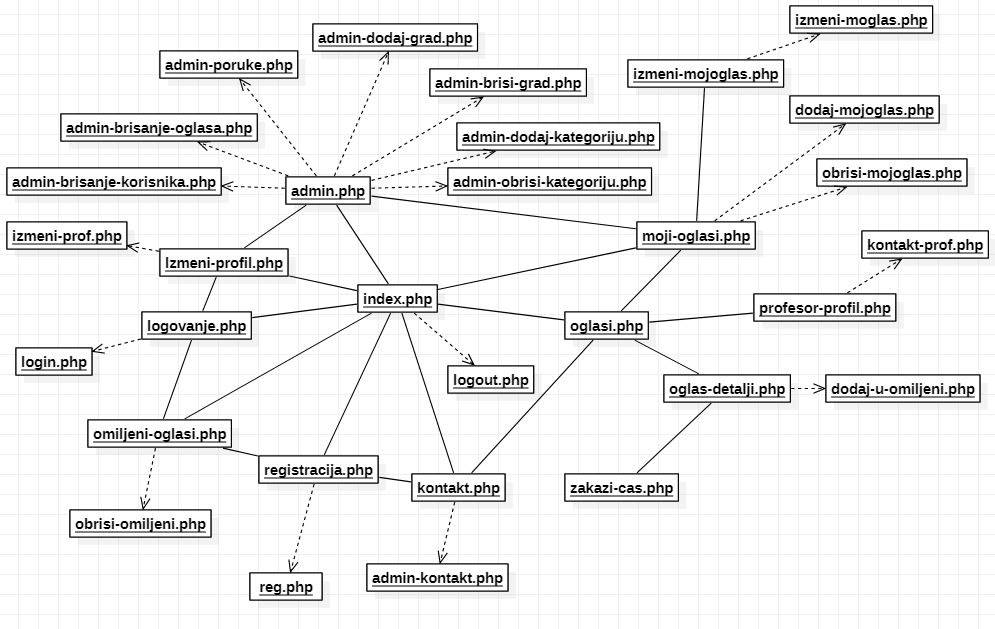 izmeni-moglas.php
admin-dodaj-grad.php
admin-poruke.php
izmeni-mojoglas.php
admin-brisi-grad.php
dodaj-mojoglas.php
admin-brisanje-oglasa.php
admin-dodaj-kategoriju.php
obrisi-mojoglas.php
admin-brisanje-korisnika.php
admin-obrisi-kategoriju.php
admin.php
izmeni-prof.php
moji-oglasi.php
kontakt-prof.php
Izmeni-profil.php
index.php
profesor-profil.php
logovanje.php
oglasi.php
login.php
logout.php
oglas-detalji.php
dodaj-u-omiljeni.php
omiljeni-oglasi.php
registracija.php
kontakt.php
zakazi-cas.php
obrisi-omiljeni.php
reg.php
admin-kontakt.php